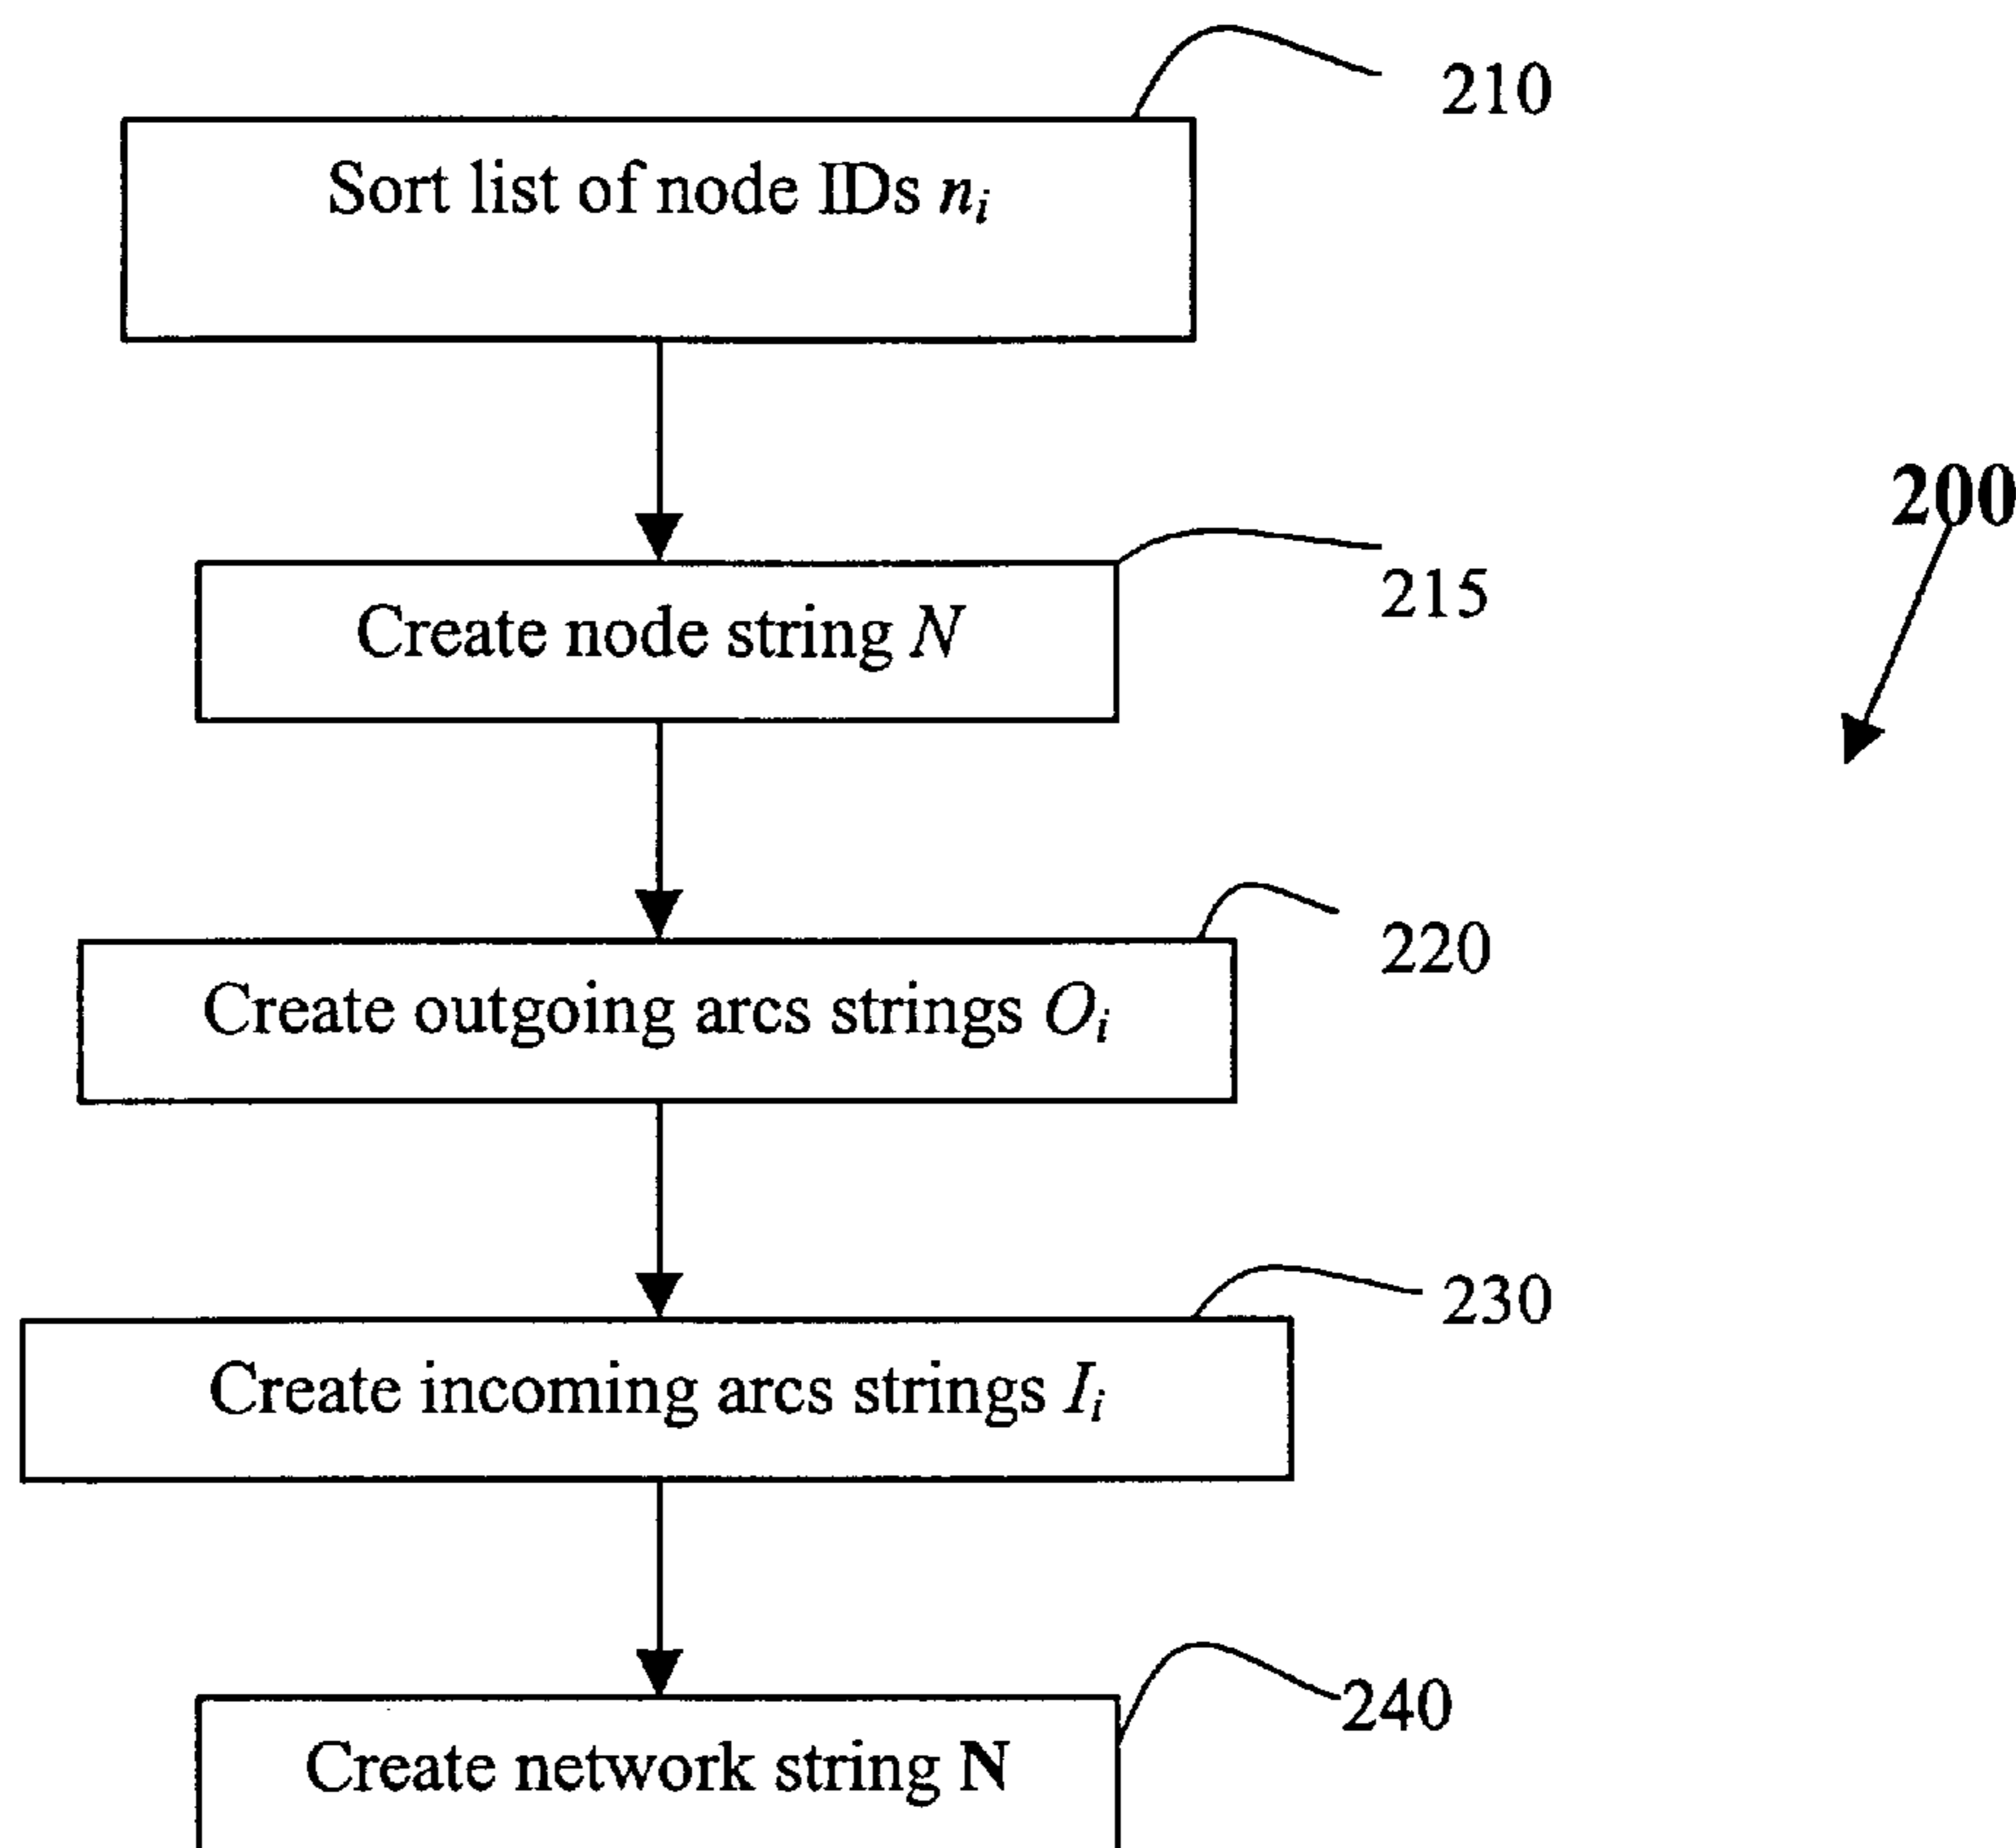 210
Sort list of node IDs nᵢ
200
215
Create node string N
220
Create outgoing arcs strings Oᵢ
230
Create incoming arcs strings Iᵢ
240
Create network string N